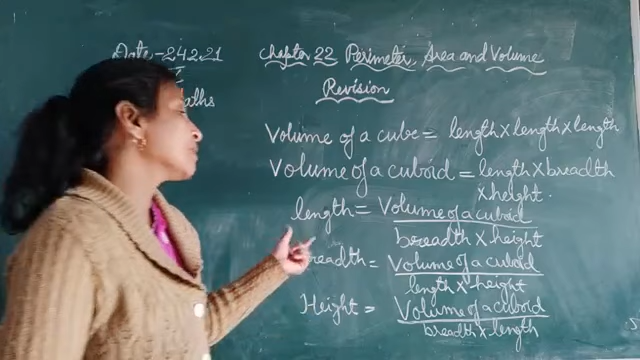 Date - 24.2.21
Chapter 22 Perimeter, Area and Volume
Revision
Volume of a cube = length X length X length
Volume of a cuboid = length X breadth
X height.
length = Volume of a cuboid
breadth X height
breadth = Volume of a cuboid
length X height
Height = Volume of a cuboid
breadth X length